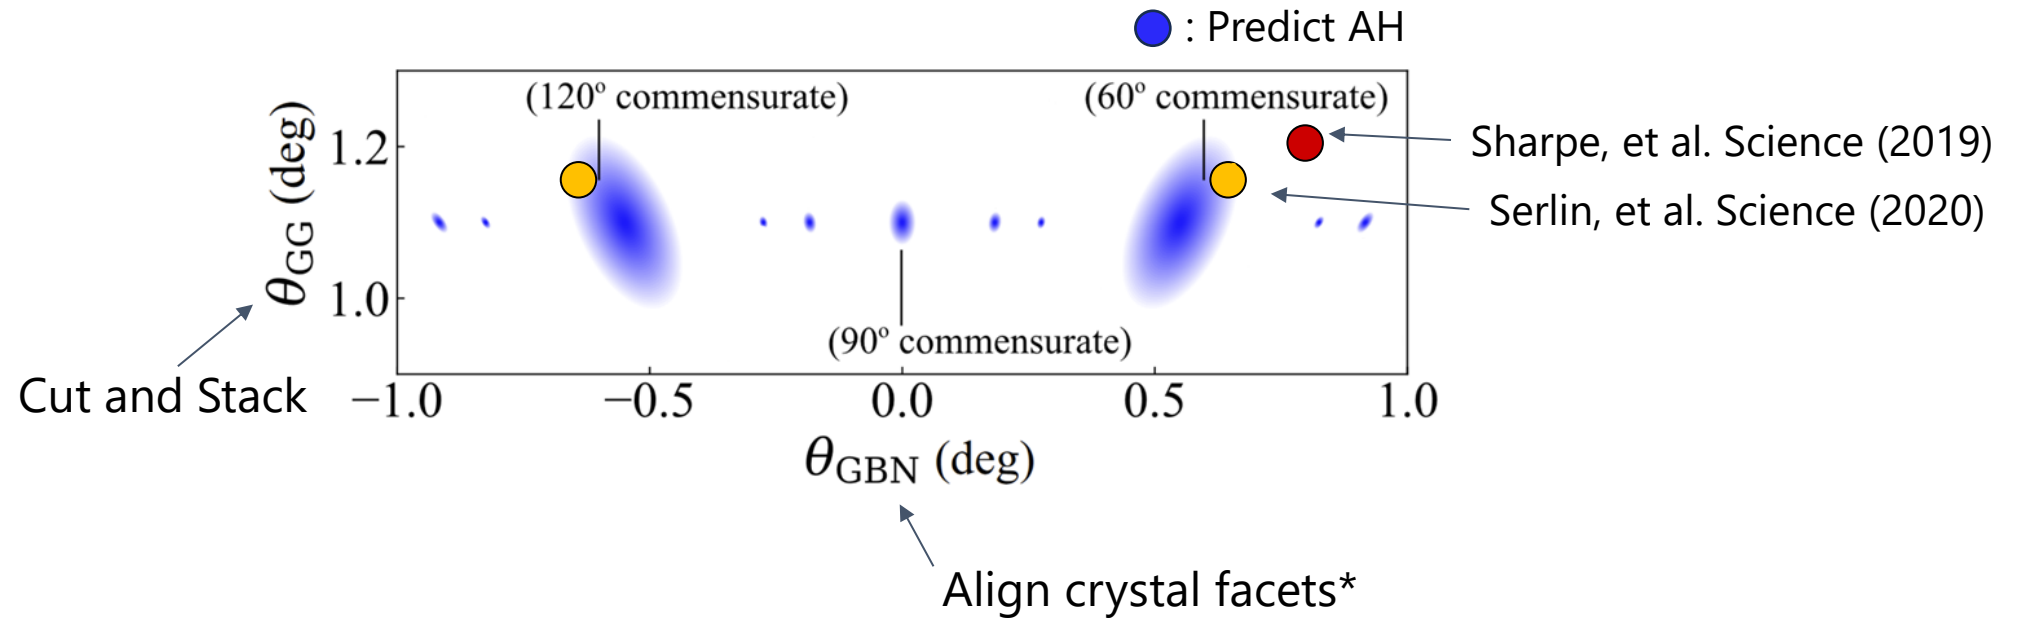 : Predict AH
(120° commensurate)
(60° commensurate)
Sharpe, et al. Science (2019)
Serlin, et al. Science (2020)
(90° commensurate)
θGG (deg)
1.2
1.0
Cut and Stack
−1.0 −0.5 0.0 0.5 1.0
θGBN (deg)
Align crystal facets*